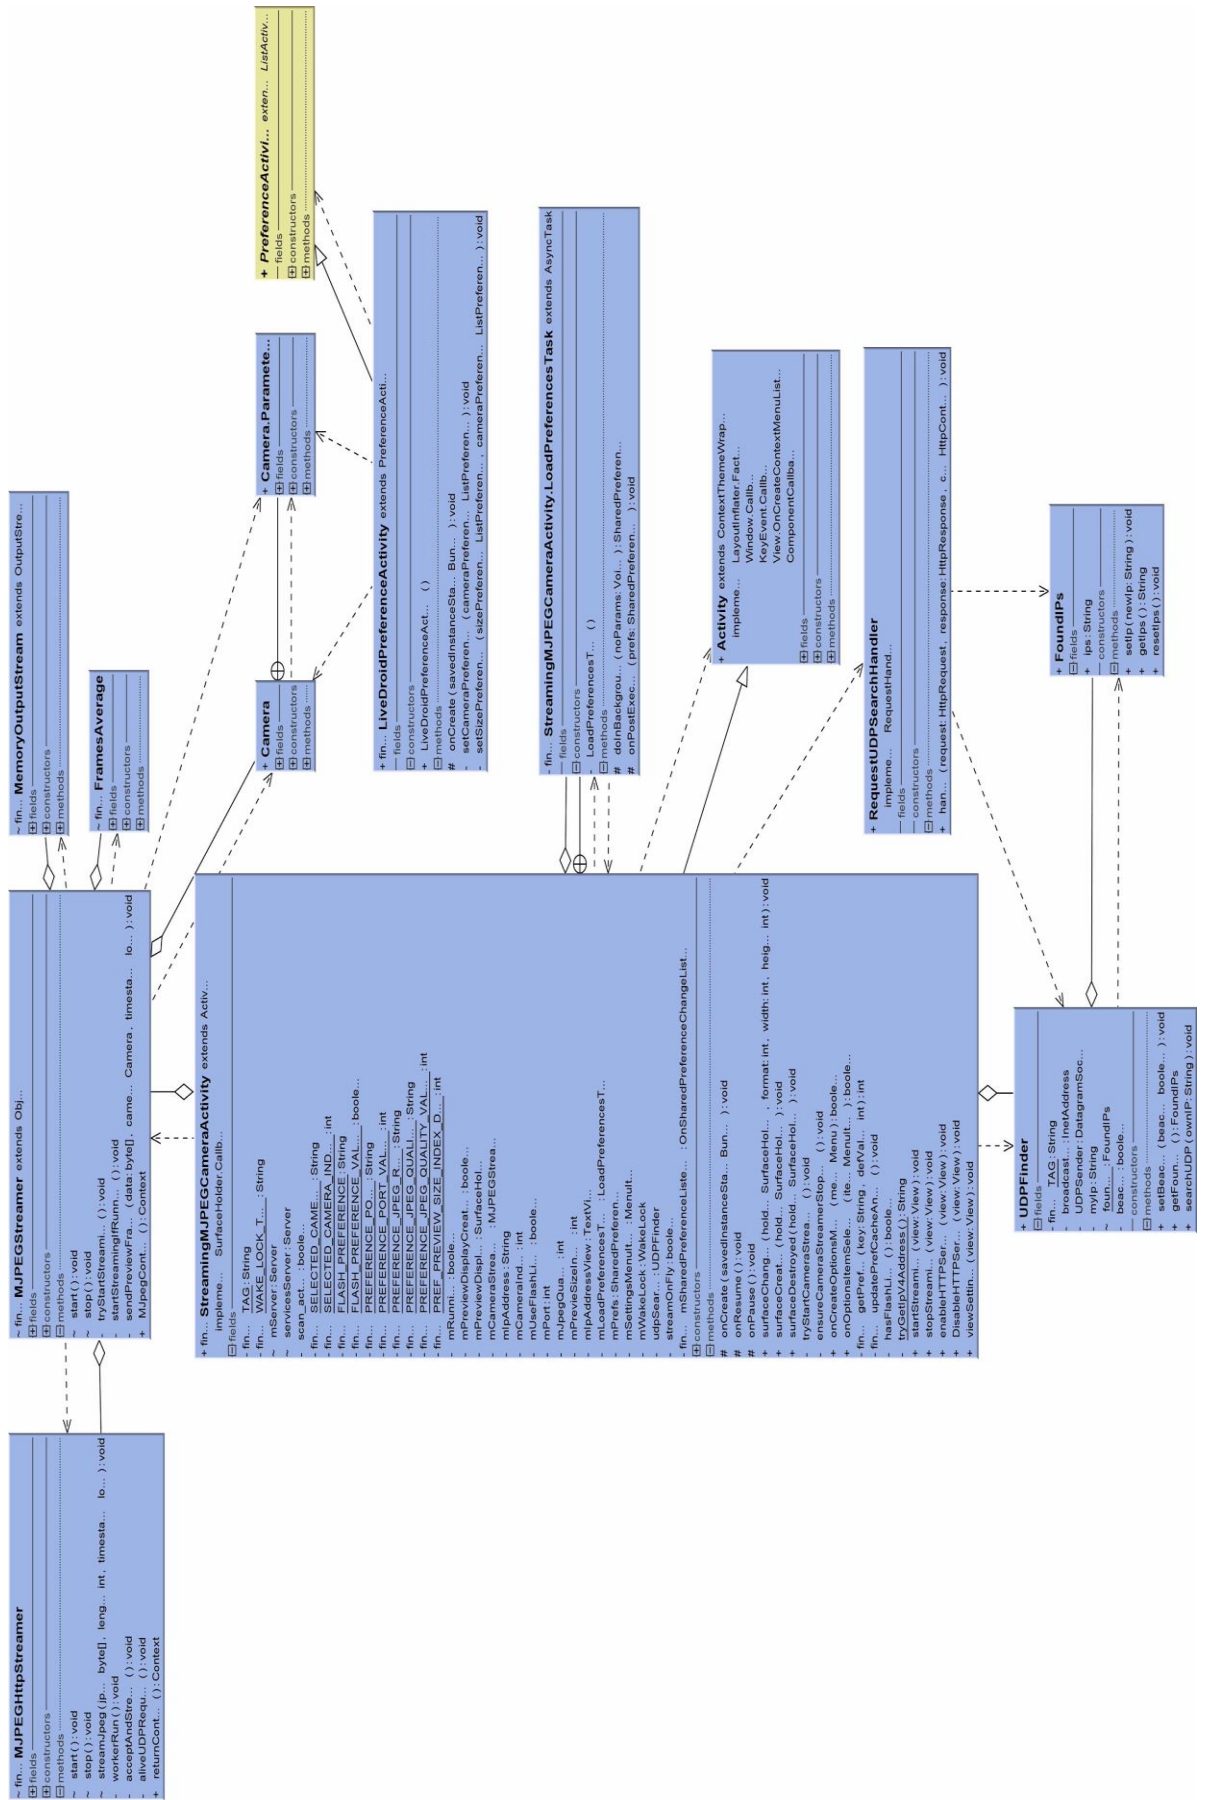 ~ fin... MJPEGHttpStreamer
fields
constructors
methods
~ start():void
~ stop():void
~ streamJpeg(jp... byte[], leng... int, timesta... lo... ):void
- workerRun():void
- acceptAndStre... ():void
- aliveUDPRequ... ():void
+ returnCont... ():Context
~ fin... MJPEGStreamer extends Obj...
fields
constructors
methods
~ start():void
~ stop():void
- tryStartStreami... ():void
- startStreamingIfRunn... ():void
- sendPreviewFra... (data:byte[], came... Camera, timesta... lo... ):void
+ MJpegCont... ():Context
~ fin... MemoryOutputStream extends OutputStre...
fields
constructors
methods
~ fin... FramesAverage
fields
constructors
methods
+ Camera
fields
constructors
methods
+ Camera.Paramete...
fields
constructors
methods
+ PreferenceActivi... exten... ListActiv...
fields
constructors
methods
+ fin... LiveDroidPreferenceActivity extends PreferenceActi...
fields
constructors
+ LiveDroidPreferenceAct... ()
methods
# onCreate(savedInstanceSta... Bun... ):void
- setCameraPreferen... (cameraPreferen... ListPreferen... ):void
- setSizePreferen... (sizePreferen... ListPreferen... , cameraPreferen... ListPreferen... ):void
+ fin... StreamingMJPEGCameraActivity extends Activ...
impleme... SurfaceHolder.Callb...
fields
- fin... TAG:String
- fin... WAKE_LOCK_T... :String
~ mServer:Server
~ servicesServer:Server
- scan_act... :boole...
- fin... SELECTED_CAME... :String
- fin... SELECTED_CAMERA_IND... :int
- fin... FLASH_PREFERENCE:String
- fin... FLASH_PREFERENCE_VAL... :boole...
- fin... PREFERENCE_PO... :String
- fin... PREFERENCE_PORT_VAL... :int
- fin... PREFERENCE_JPEG_R... :String
- fin... PREFERENCE_JPEG_QUALI... :String
- fin... PREFERENCE_JPEG_QUALITY_VAL... :int
- fin... PREF_PREVIEW_SIZE_INDEX_D... :int
- mRunni... :boole...
- mPreviewDisplayCreat... :boole...
- mPreviewDispl... :SurfaceHol...
- mCameraStrea... :MJPEGStrea...
- mIpAddress:String
- mCameraInd... :int
- mUseFlashLi... :boole...
- mPort:int
- mJpegQua... :int
- mPrevieSizeIn... :int
- mIpAddressView:TextVi...
- mLoadPreferencesT... :LoadPreferencesT...
- mPrefs:SharedPreferen...
- mSettingsMenuIt... :MenuIt...
- mWakeLock:WakeLock
- udpSear... :UDPFinder
- streamOnFly:boole...
- fin... mSharedPreferenceListe... :OnSharedPreferenceChangeList...
constructors
methods
# onCreate(savedInstanceSta... Bun... ):void
# onResume():void
# onPause():void
+ surfaceChang... (hold... SurfaceHol... , format:int, width:int, heig... int):void
+ surfaceCreat... (hold... SurfaceHol... ):void
+ surfaceDestroyed(hold... SurfaceHol... ):void
- tryStartCameraStrea... ():void
- ensureCameraStreamerStop... ():void
+ onCreateOptionsM... (me... Menu):boole...
+ onOptionsItemSele... (ite... MenuIt... ):boole...
- fin... getPref... (key:String, defVal... int):int
- fin... updatePrefCacheAn... ():void
- hasFlashLi... ():boole...
- tryGetIpV4Address():String
+ startStreami... (view:View):void
+ stopStreami... (view:View):void
+ enableHTTPSer... (view:View):void
+ DisableHTTPSer... (view:View):void
+ viewSettin... (view:View):void
- fin... StreamingMJPEGCameraActivity.LoadPreferencesTask extends AsyncTask
fields
constructors
- LoadPreferencesT... ()
methods
# doInBackgrou... (noParams:Voi... ):SharedPreferen...
# onPostExec... (prefs:SharedPreferen... ):void
+ Activity extends ContextThemeWrap...
impleme... LayoutInflater.Fact...
Window.Callb...
KeyEvent.Callb...
View.OnCreateContextMenuList...
ComponentCallba...
fields
constructors
methods
+ RequestUDPSearchHandler
impleme... RequestHand...
fields
constructors
methods
+ han... (request:HttpRequest, response:HttpResponse, c... HttpCont... ):void
+ UDPFinder
fields
- fin... TAG:String
- broadcast... :InetAddress
- UDPSender:DatagramSoc...
- myIp:String
~ foun... :FoundIPs
- beac... :boole...
constructors
methods
+ setBeac... (beac... boole... ):void
+ getFoun... ():FoundIPs
+ searchUDP(ownIP:String):void
+ FoundIPs
fields
+ ips:String
constructors
methods
+ setIp(newIp:String):void
+ getIps():String
+ resetIps():void